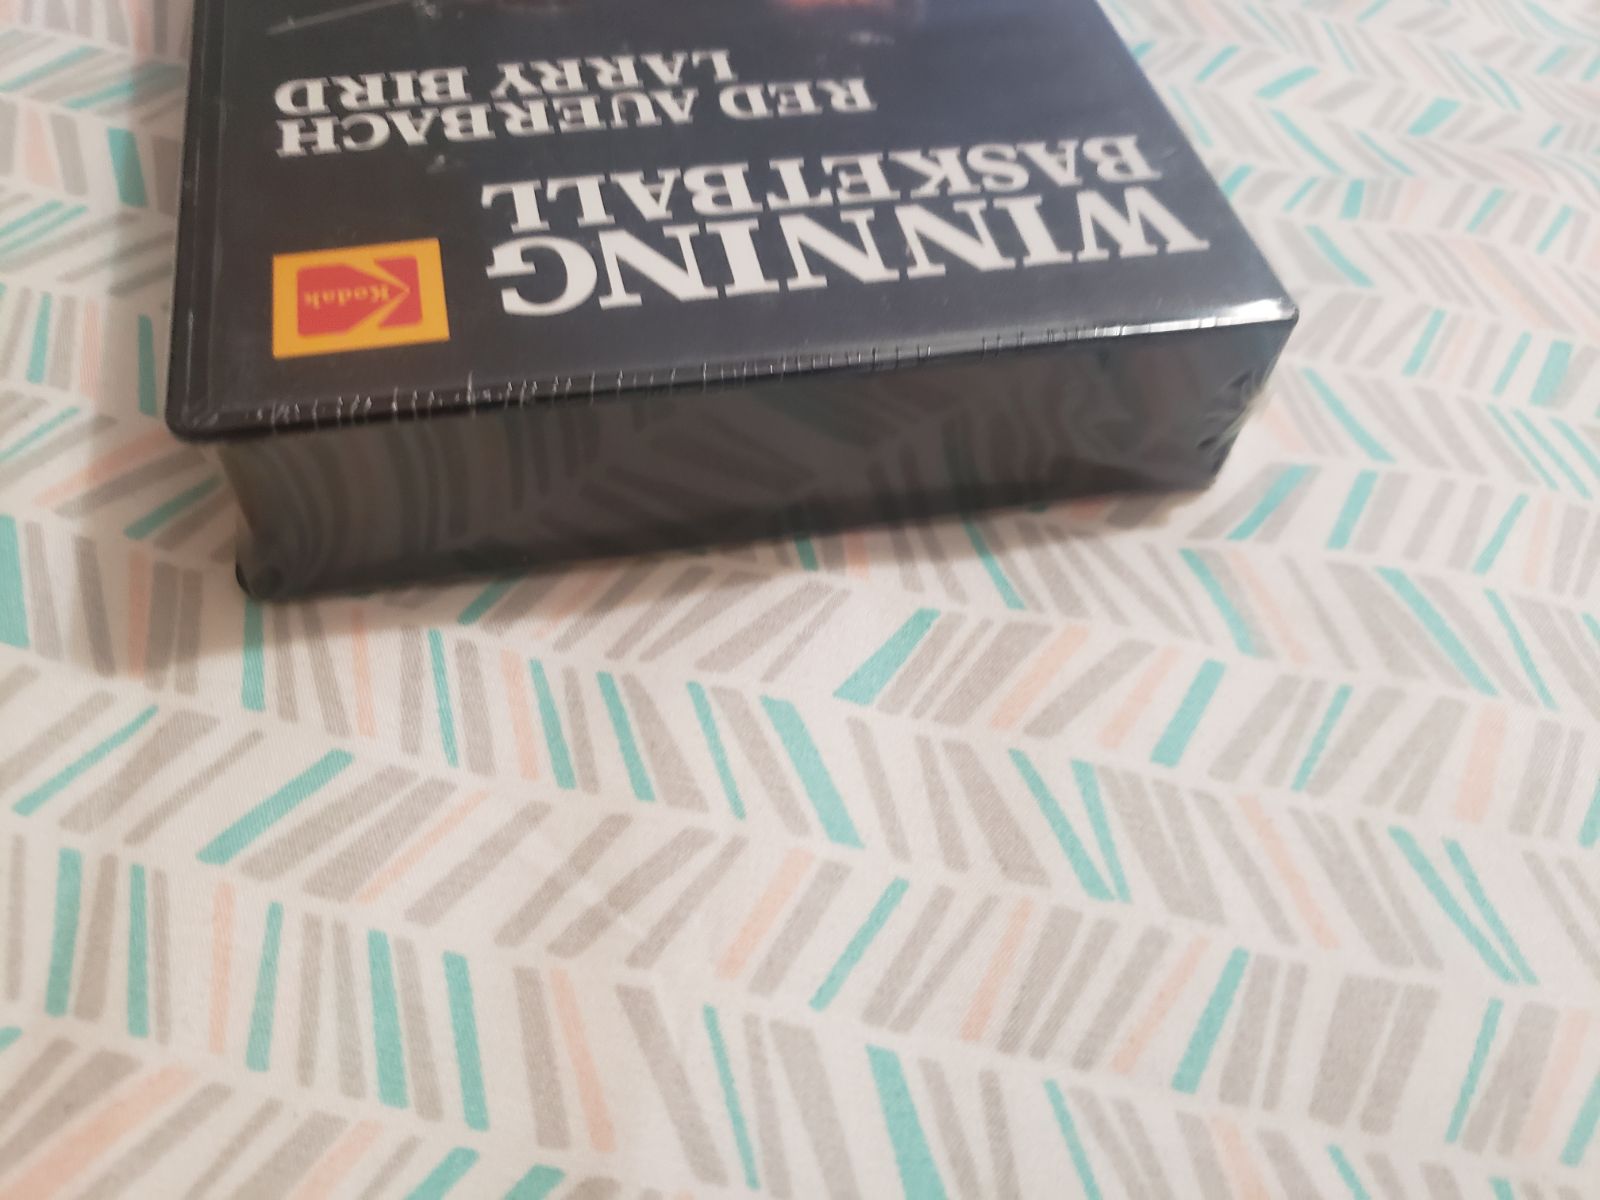 WINNING
BASKETBALL
RED AUERBACH
LARRY BIRD
Kodak